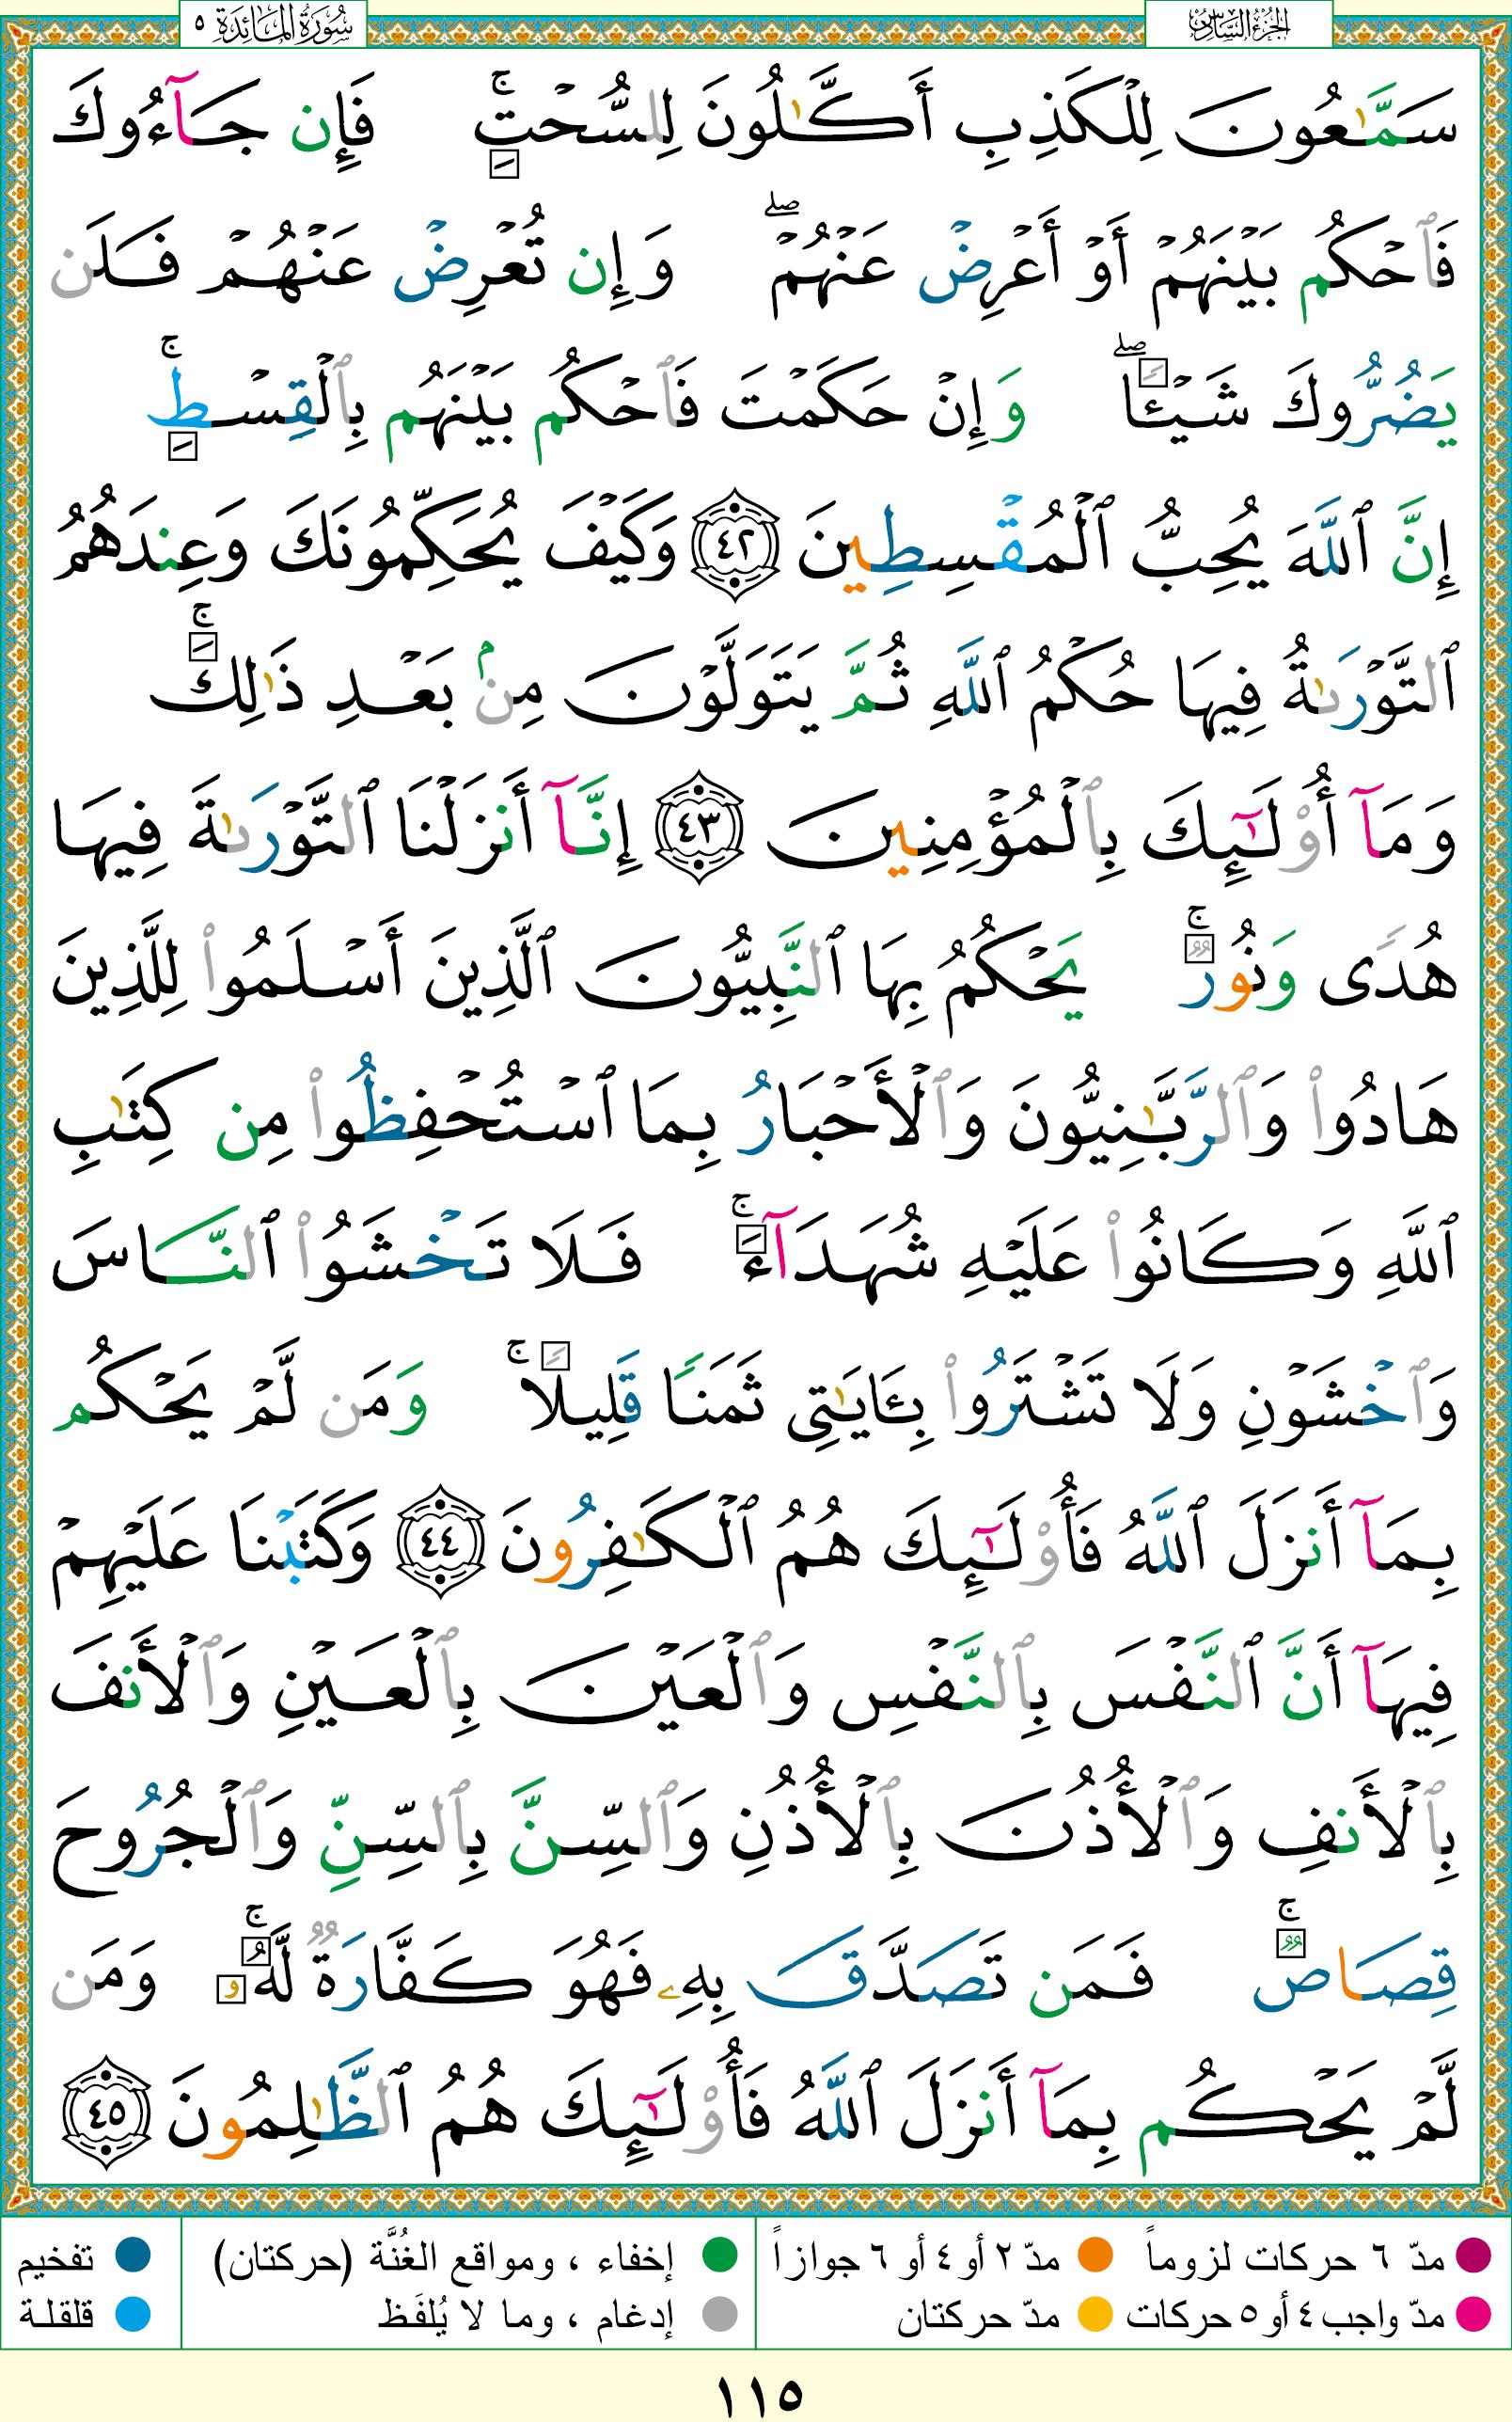 الجزء السادس
سورة المائدة ٥
سَمَّٰعُونَ لِلْكَذِبِ أَكَّٰلُونَ لِلسُّحْتِ ۚ فَإِن جَآءُوكَ
فَٱحْكُم بَيْنَهُمْ أَوْ أَعْرِضْ عَنْهُمْ ۖ وَإِن تُعْرِضْ عَنْهُمْ فَلَن
يَضُرُّوكَ شَيْـًٔا ۖ وَإِنْ حَكَمْتَ فَٱحْكُم بَيْنَهُم بِٱلْقِسْطِ ۚ
إِنَّ ٱللَّهَ يُحِبُّ ٱلْمُقْسِطِينَ ٤٢ وَكَيْفَ يُحَكِّمُونَكَ وَعِندَهُمُ
ٱلتَّوْرَىٰةُ فِيهَا حُكْمُ ٱللَّهِ ثُمَّ يَتَوَلَّوْنَ مِنۢ بَعْدِ ذَٰلِكَ ۚ
وَمَآ أُو۟لَٰٓئِكَ بِٱلْمُؤْمِنِينَ ٤٣ إِنَّآ أَنزَلْنَا ٱلتَّوْرَىٰةَ فِيهَا
هُدًى وَنُورٌ ۚ يَحْكُمُ بِهَا ٱلنَّبِيُّونَ ٱلَّذِينَ أَسْلَمُوا۟ لِلَّذِينَ
هَادُوا۟ وَٱلرَّبَّٰنِيُّونَ وَٱلْأَحْبَارُ بِمَا ٱسْتُحْفِظُوا۟ مِن كِتَٰبِ
ٱللَّهِ وَكَانُوا۟ عَلَيْهِ شُهَدَآءَ ۚ فَلَا تَخْشَوُا۟ ٱلنَّاسَ
وَٱخْشَوْنِ وَلَا تَشْتَرُوا۟ بِـَٔايَٰتِى ثَمَنًا قَلِيلًا ۚ وَمَن لَّمْ يَحْكُم
بِمَآ أَنزَلَ ٱللَّهُ فَأُو۟لَٰٓئِكَ هُمُ ٱلْكَٰفِرُونَ ٤٤ وَكَتَبْنَا عَلَيْهِمْ
فِيهَآ أَنَّ ٱلنَّفْسَ بِٱلنَّفْسِ وَٱلْعَيْنَ بِٱلْعَيْنِ وَٱلْأَنفَ
بِٱلْأَنفِ وَٱلْأُذُنَ بِٱلْأُذُنِ وَٱلسِّنَّ بِٱلسِّنِّ وَٱلْجُرُوحَ
قِصَاصٌ ۚ فَمَن تَصَدَّقَ بِهِۦ فَهُوَ كَفَّارَةٌ لَّهُۥ ۚ وَمَن
لَّمْ يَحْكُم بِمَآ أَنزَلَ ٱللَّهُ فَأُو۟لَٰٓئِكَ هُمُ ٱلظَّٰلِمُونَ ٤٥
مدّ ٦ حركات لزوماً مدّ ٢ أو ٤ أو ٦ جوازاً إخفاء ، ومواقع الغُنَّة (حركتان) تفخيم
مدّ واجب ٤ أو ٥ حركات مدّ حركتان إدغام ، وما لا يُلفَظ قلقلة
١١٥